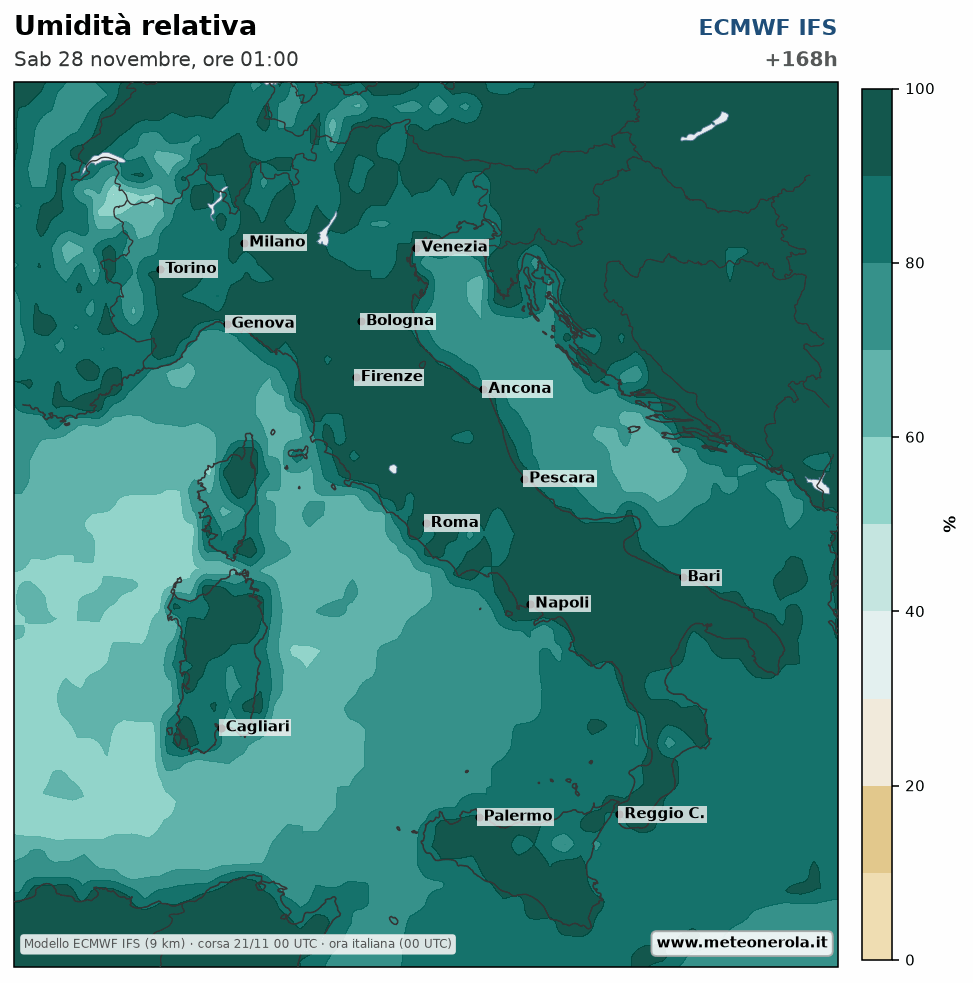 Umidità relativa
ECMWF IFS
Sab 28 novembre, ore 01:00
+168h
100
80
60
40
20
0
%
Milano
Venezia
Torino
Genova
Bologna
Firenze
Ancona
Pescara
Roma
Bari
Napoli
Cagliari
Palermo
Reggio C.
Modello ECMWF IFS (9 km) · corsa 21/11 00 UTC · ora italiana (00 UTC)
www.meteonerola.it